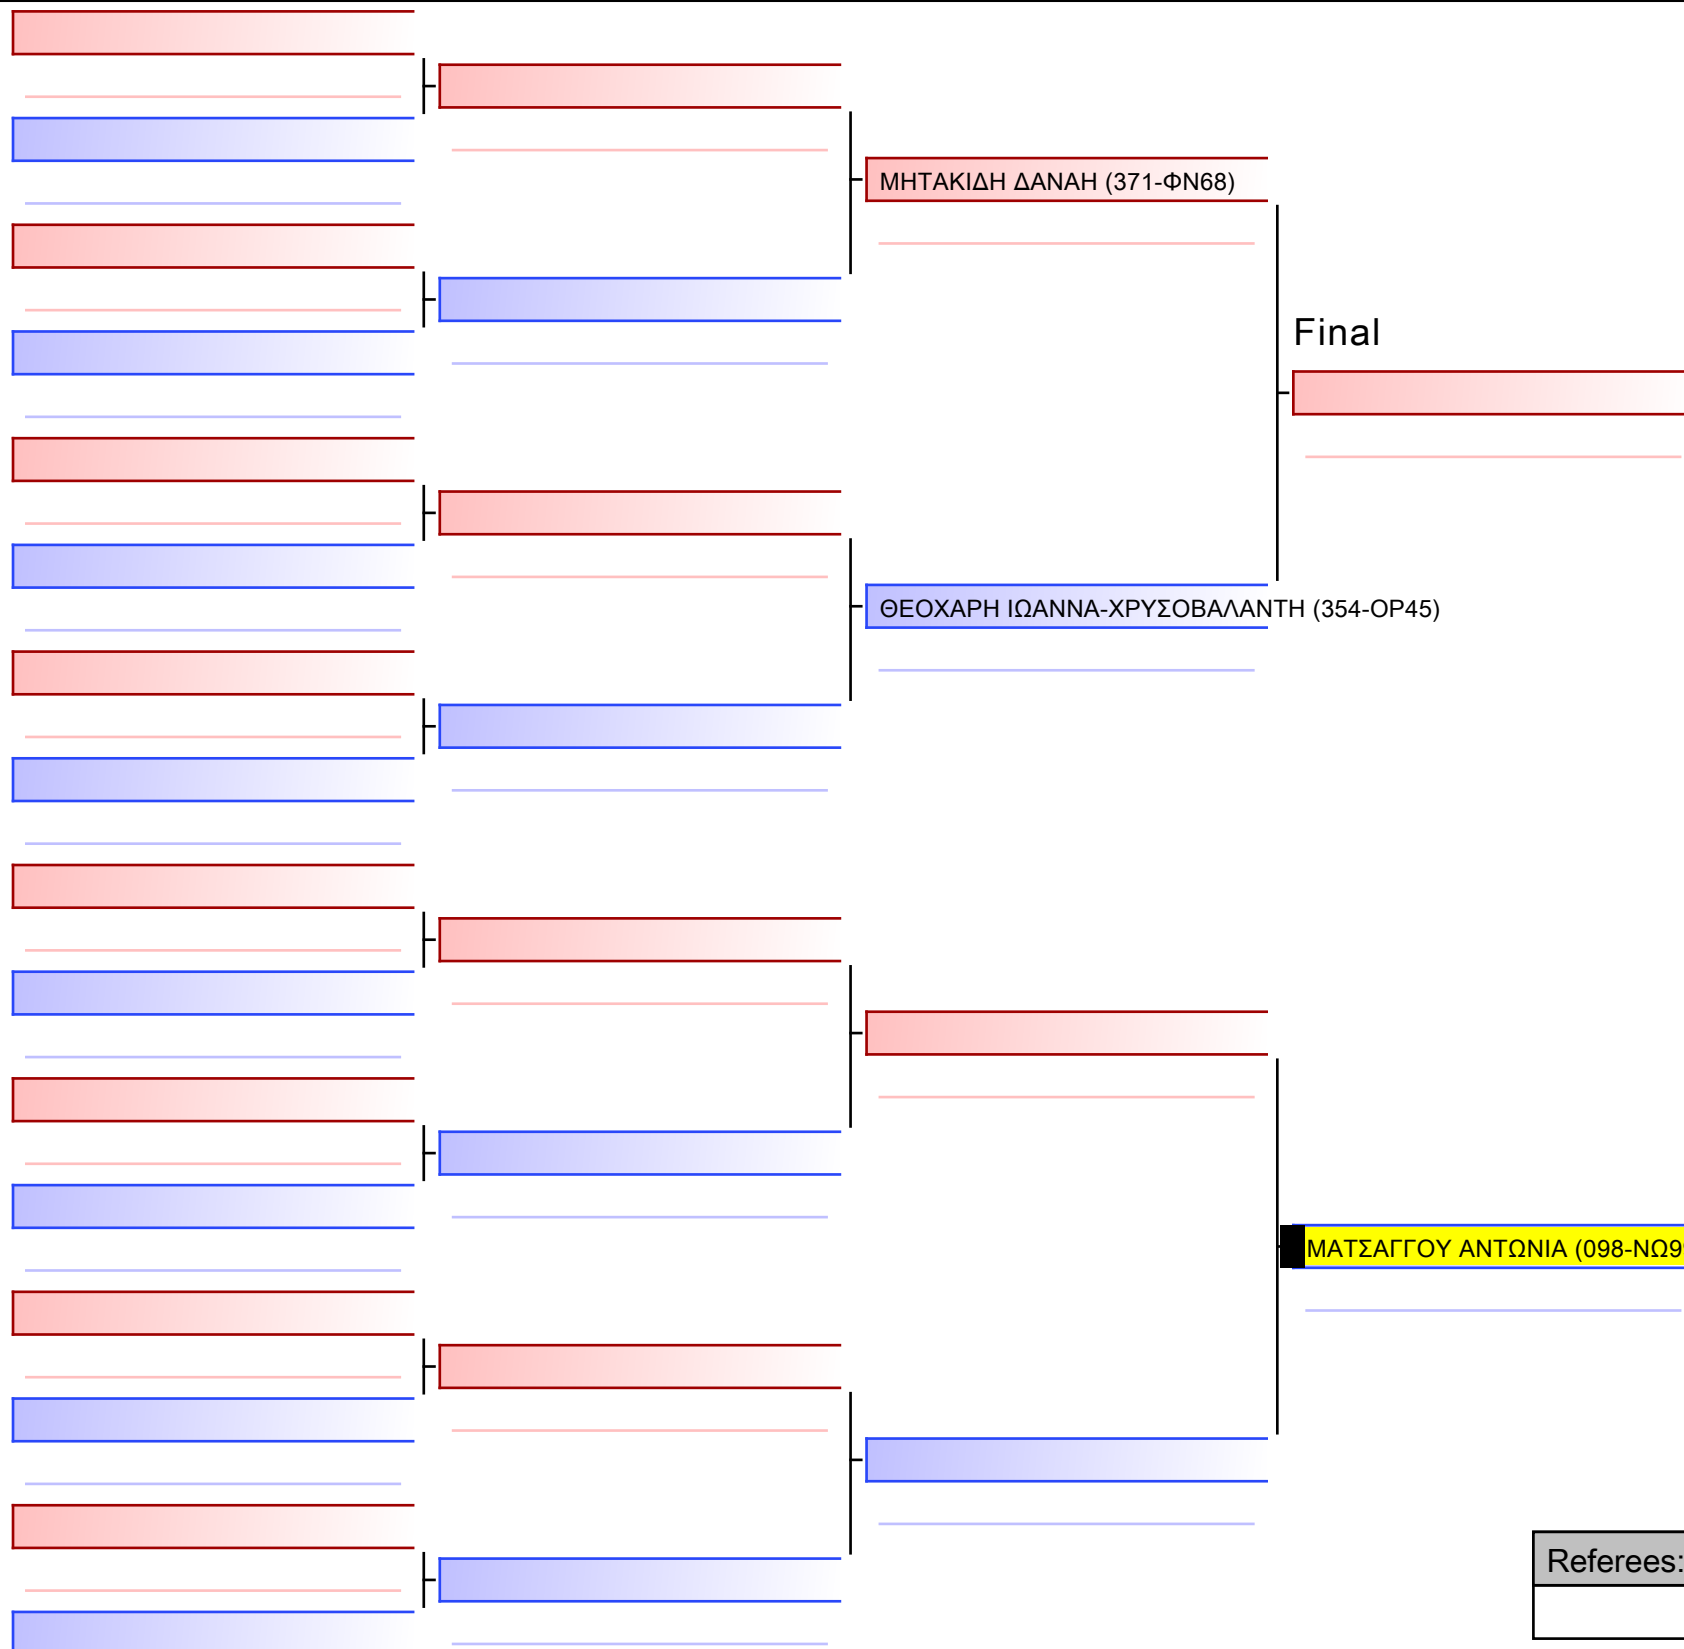 ΜΗΤΑΚΙΔΗ ΔΑΝΑΗ (371-ΦΝ68)
Final
ΘΕΟΧΑΡΗ ΙΩΑΝΝΑ-ΧΡΥΣΟΒΑΛΑΝΤΗ (354-ΟΡ45)
ΜΑΤΣΑΓΓΟΥ ΑΝΤΩΝΙΑ
Referees: